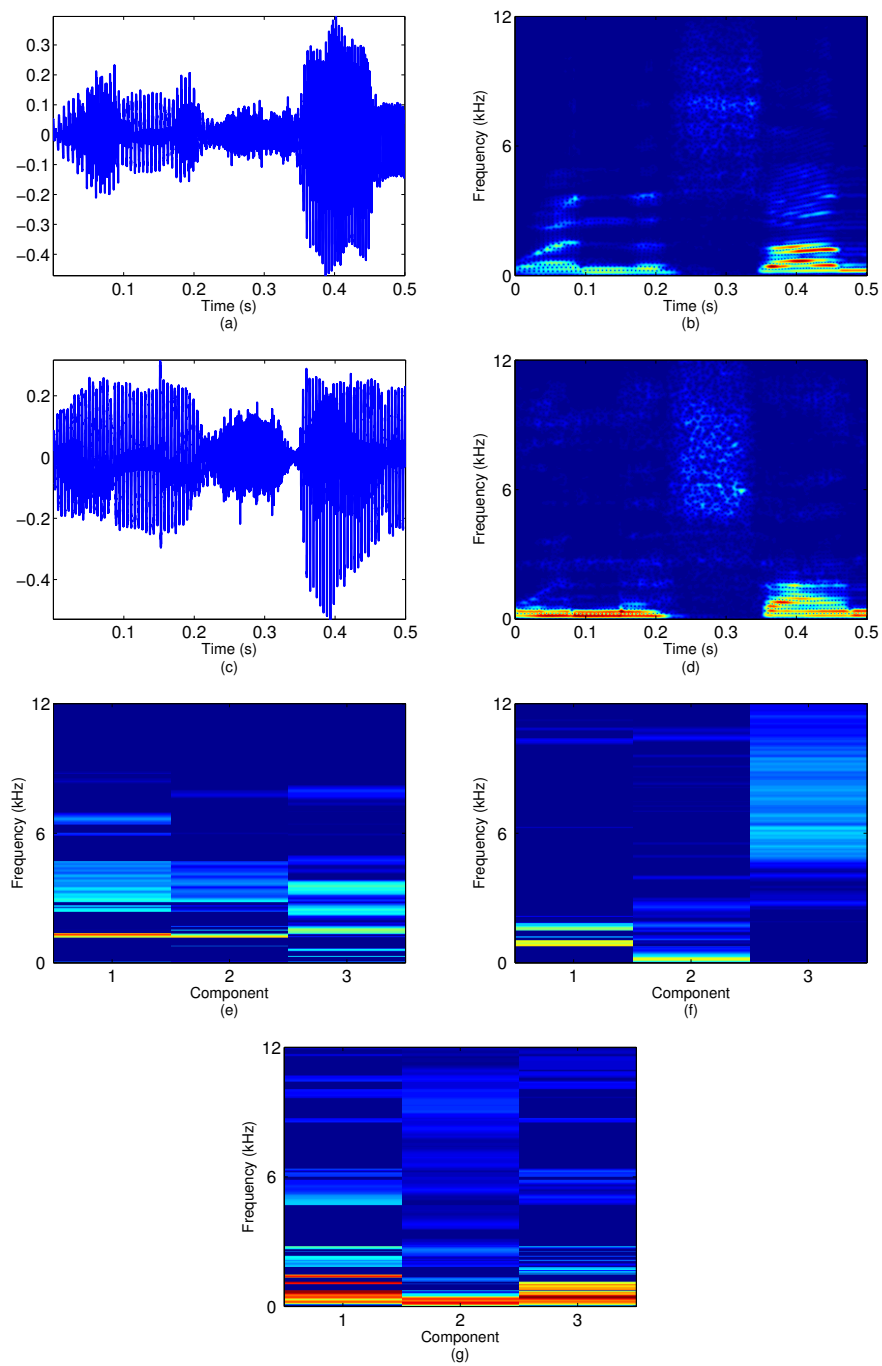 0.3
0.2
0.1
0
−0.1
−0.2
−0.3
−0.4
0.1 0.2 0.3 0.4 0.5
Time (s)
(a)
12
6
0
Frequency (kHz)
0 0.1 0.2 0.3 0.4 0.5
Time (s)
(b)
0.2
0
−0.2
−0.4
0.1 0.2 0.3 0.4 0.5
Time (s)
(c)
12
6
0
Frequency (kHz)
0 0.1 0.2 0.3 0.4 0.5
Time (s)
(d)
12
6
0
Frequency (kHz)
1 2 3
Component
(e)
12
6
0
Frequency (kHz)
1 2 3
Component
(f)
12
6
0
Frequency (kHz)
1 2 3
Component
(g)